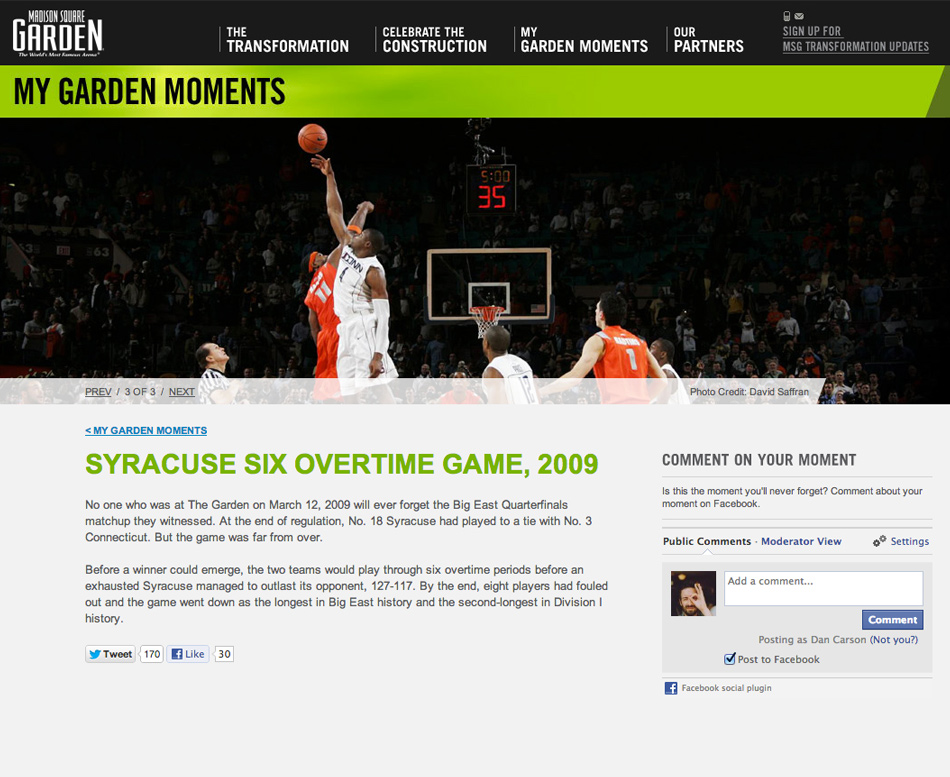 MADISON SQUARE
GARDEN
The World's Most Famous Arena
THE
TRANSFORMATION
CELEBRATE THE
CONSTRUCTION
MY
GARDEN MOMENTS
OUR
PARTNERS
SIGN UP FOR
MSG TRANSFORMATION UPDATES
MY GARDEN MOMENTS
5:00
35
UCONN
4
1
PREV / 3 OF 3 / NEXT
Photo Credit: David Saffran
< MY GARDEN MOMENTS
SYRACUSE SIX OVERTIME GAME, 2009
No one who was at The Garden on March 12, 2009 will ever forget the Big East Quarterfinals
matchup they witnessed. At the end of regulation, No. 18 Syracuse had played to a tie with No. 3
Connecticut. But the game was far from over.
Before a winner could emerge, the two teams would play through six overtime periods before an
exhausted Syracuse managed to outlast its opponent, 127-117. By the end, eight players had fouled
out and the game went down as the longest in Big East history and the second-longest in Division I
history.
Tweet 170 Like 30
COMMENT ON YOUR MOMENT
Is this the moment you'll never forget? Comment about your
moment on Facebook.
Public Comments · Moderator View Settings
Add a comment...
Comment
Posting as Dan Carson (Not you?)
Post to Facebook
Facebook social plugin